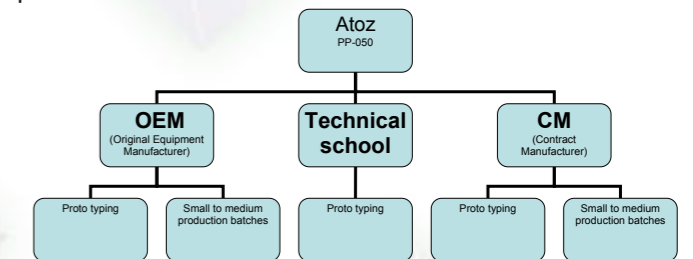 Atoz
PP-050
OEM
(Original Equipment
Manufacturer)
Technical
school
CM
(Contract
Manufacturer)
Proto typing
Small to medium
production batches
Proto typing
Proto typing
Small to medium
production batches